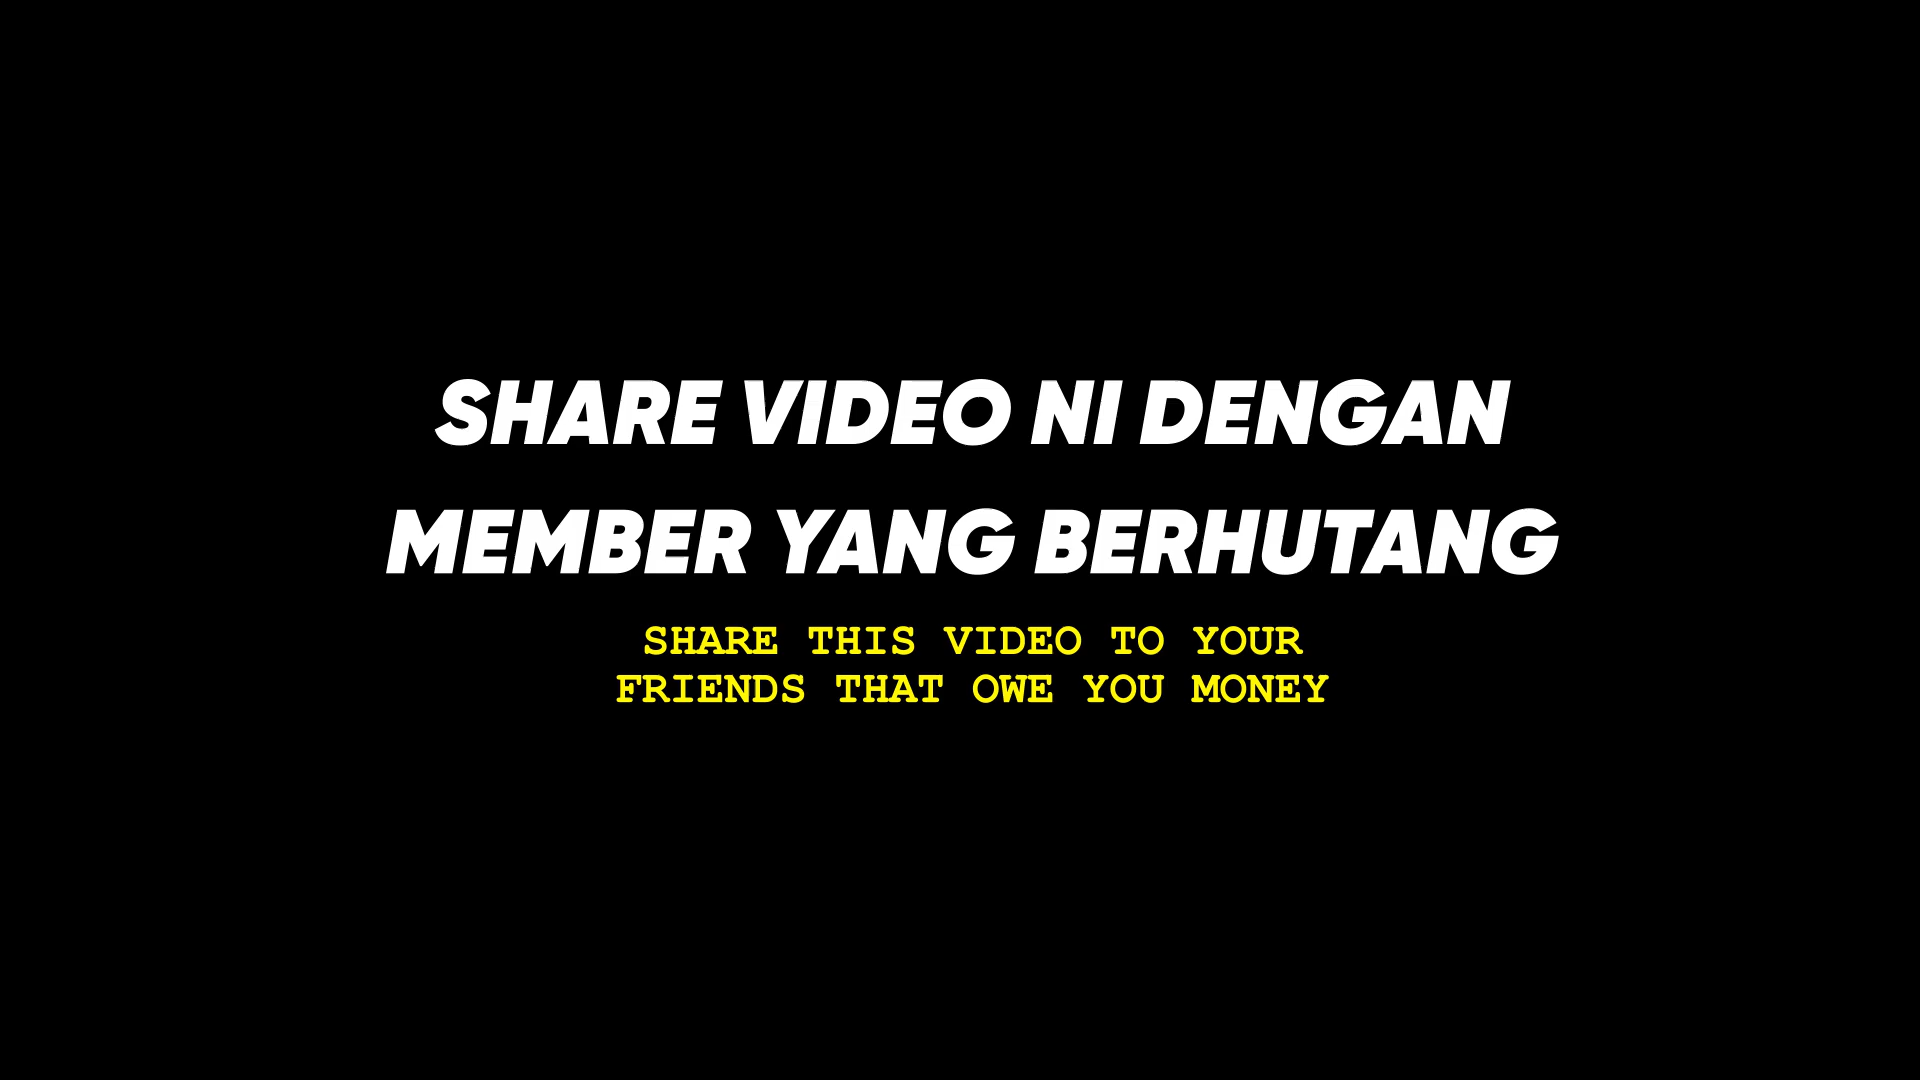 SHARE VIDEO NI DENGAN
MEMBER YANG BERHUTANG
SHARE THIS VIDEO TO YOUR
FRIENDS THAT OWE YOU MONEY